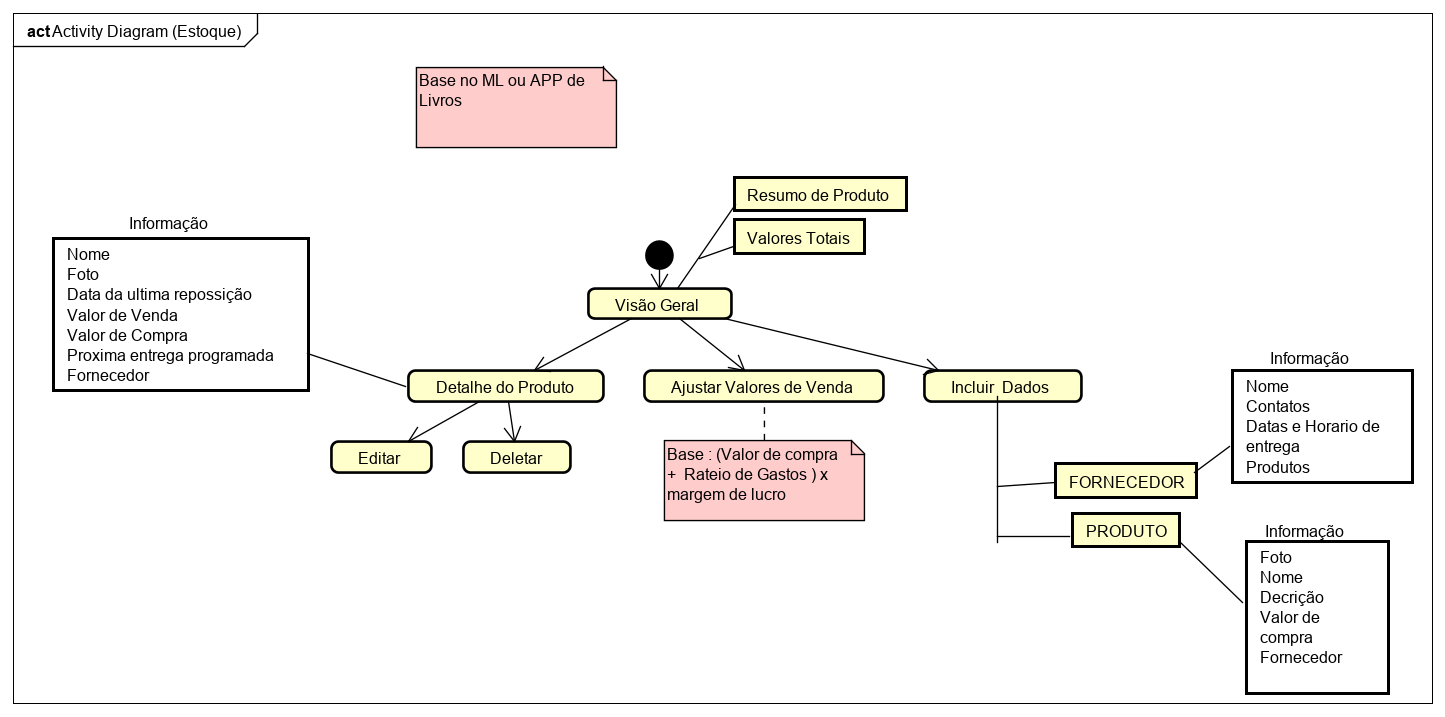 act Activity Diagram (Estoque)
Base no ML ou APP de
Livros
Resumo de Produto
Valores Totais
Informação
Nome
Foto
Data da ultima repossição
Valor de Venda
Valor de Compra
Proxima entrega programada
Fornecedor
Visão Geral
Detalhe do Produto
Ajustar Valores de Venda
Incluir Dados
Editar
Deletar
Base : (Valor de compra
+ Rateio de Gastos ) x
margem de lucro
Informação
Nome
Contatos
Datas e Horario de
entrega
Produtos
FORNECEDOR
PRODUTO
Informação
Foto
Nome
Decrição
Valor de
compra
Fornecedor